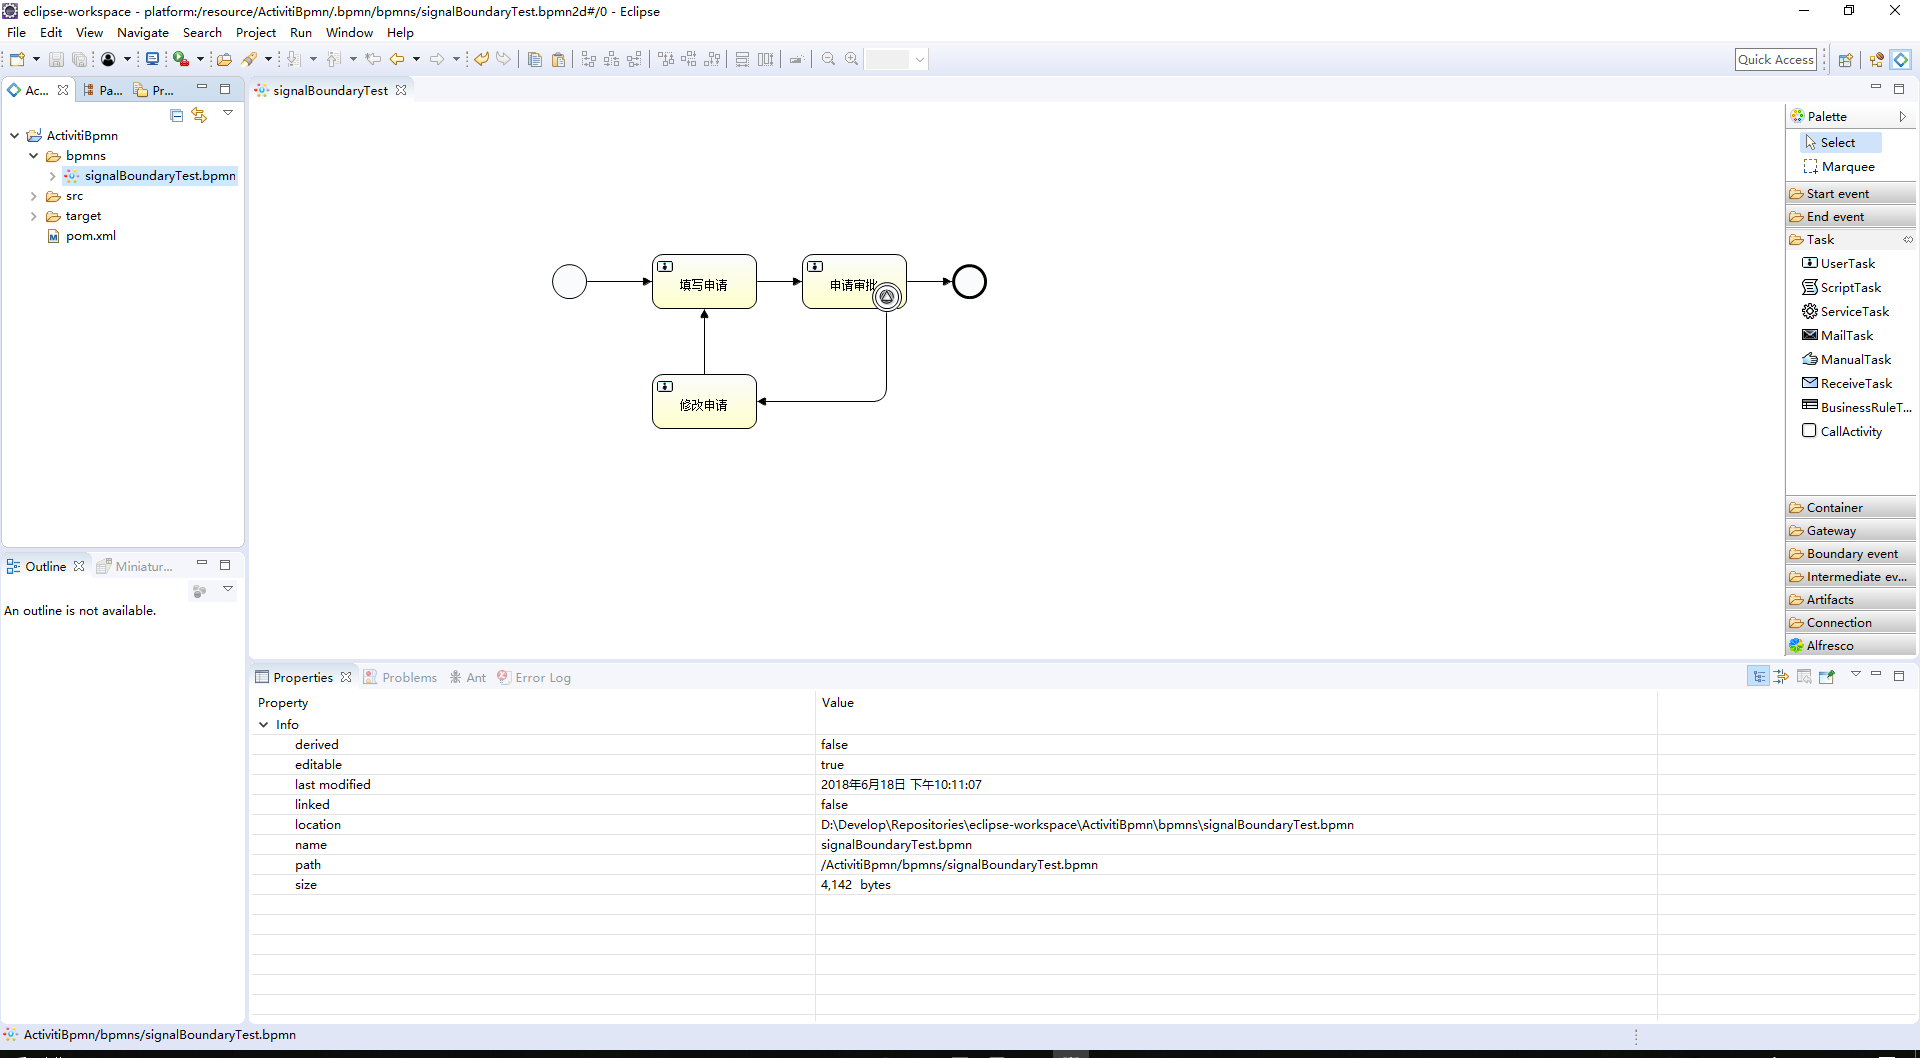 eclipse-workspace - platform:/resource/ActivitiBpmn/.bpmn/bpmns/signalBoundaryTest.bpmn2d#/0 - Eclipse
File Edit View Navigate Search Project Run Window Help
Quick Access
Ac... Pa... Pr...
signalBoundaryTest
ActivitiBpmn
bpmns
signalBoundaryTest.bpmn
src
target
pom.xml
填写申请
申请审批
修改申请
Palette
Select
Marquee
Start event
End event
Task
UserTask
ScriptTask
ServiceTask
MailTask
ManualTask
ReceiveTask
BusinessRuleT...
CallActivity
Container
Gateway
Boundary event
Intermediate ev...
Artifacts
Connection
Alfresco
Outline Miniatur...
An outline is not available.
Properties Problems Ant Error Log
Property Value
Info
derived false
editable true
last modified 2018年6月18日 下午10:11:07
linked false
location D:\Develop\Repositories\eclipse-workspace\ActivitiBpmn\bpmns\signalBoundaryTest.bpmn
name signalBoundaryTest.bpmn
path /ActivitiBpmn/bpmns/signalBoundaryTest.bpmn
size 4,142 bytes
ActivitiBpmn/bpmns/signalBoundaryTest.bpmn